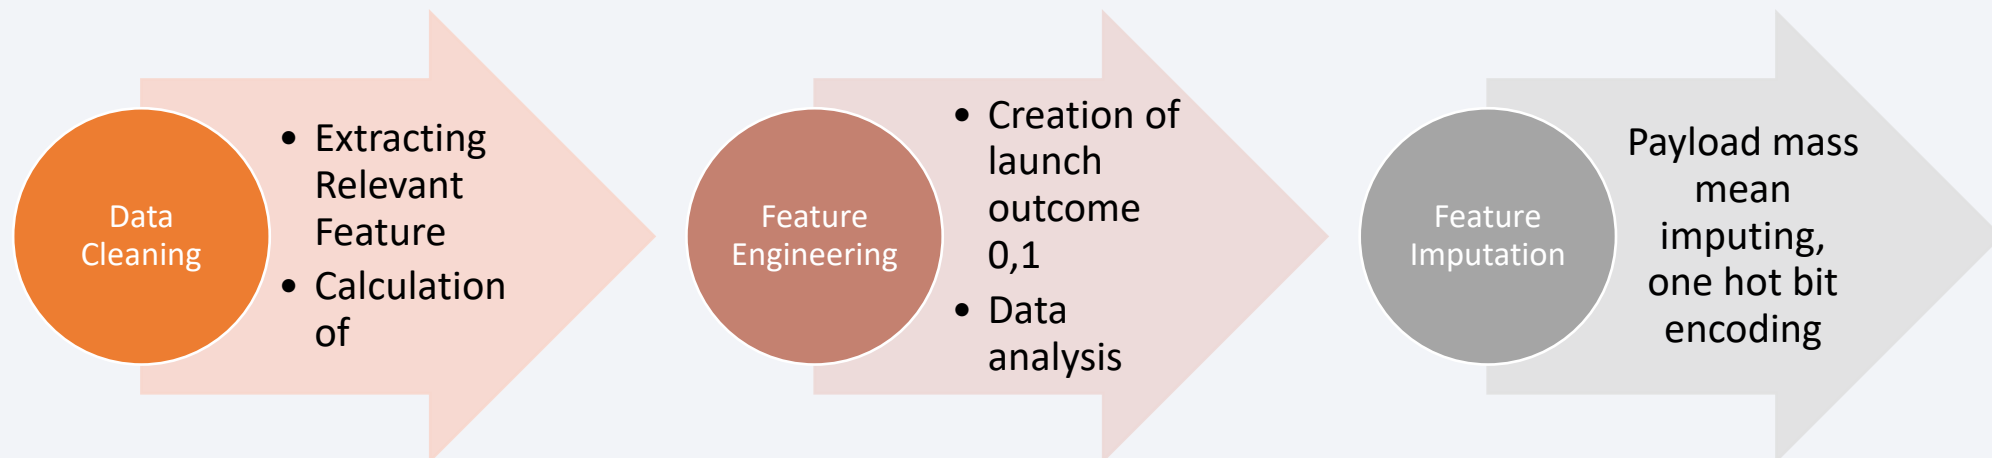 Data
Cleaning
• Extracting
Relevant
Feature
• Calculation
of
Feature
Engineering
• Creation of
launch
outcome
0,1
• Data
analysis
Feature
Imputation
Payload mass
mean
imputing,
one hot bit
encoding